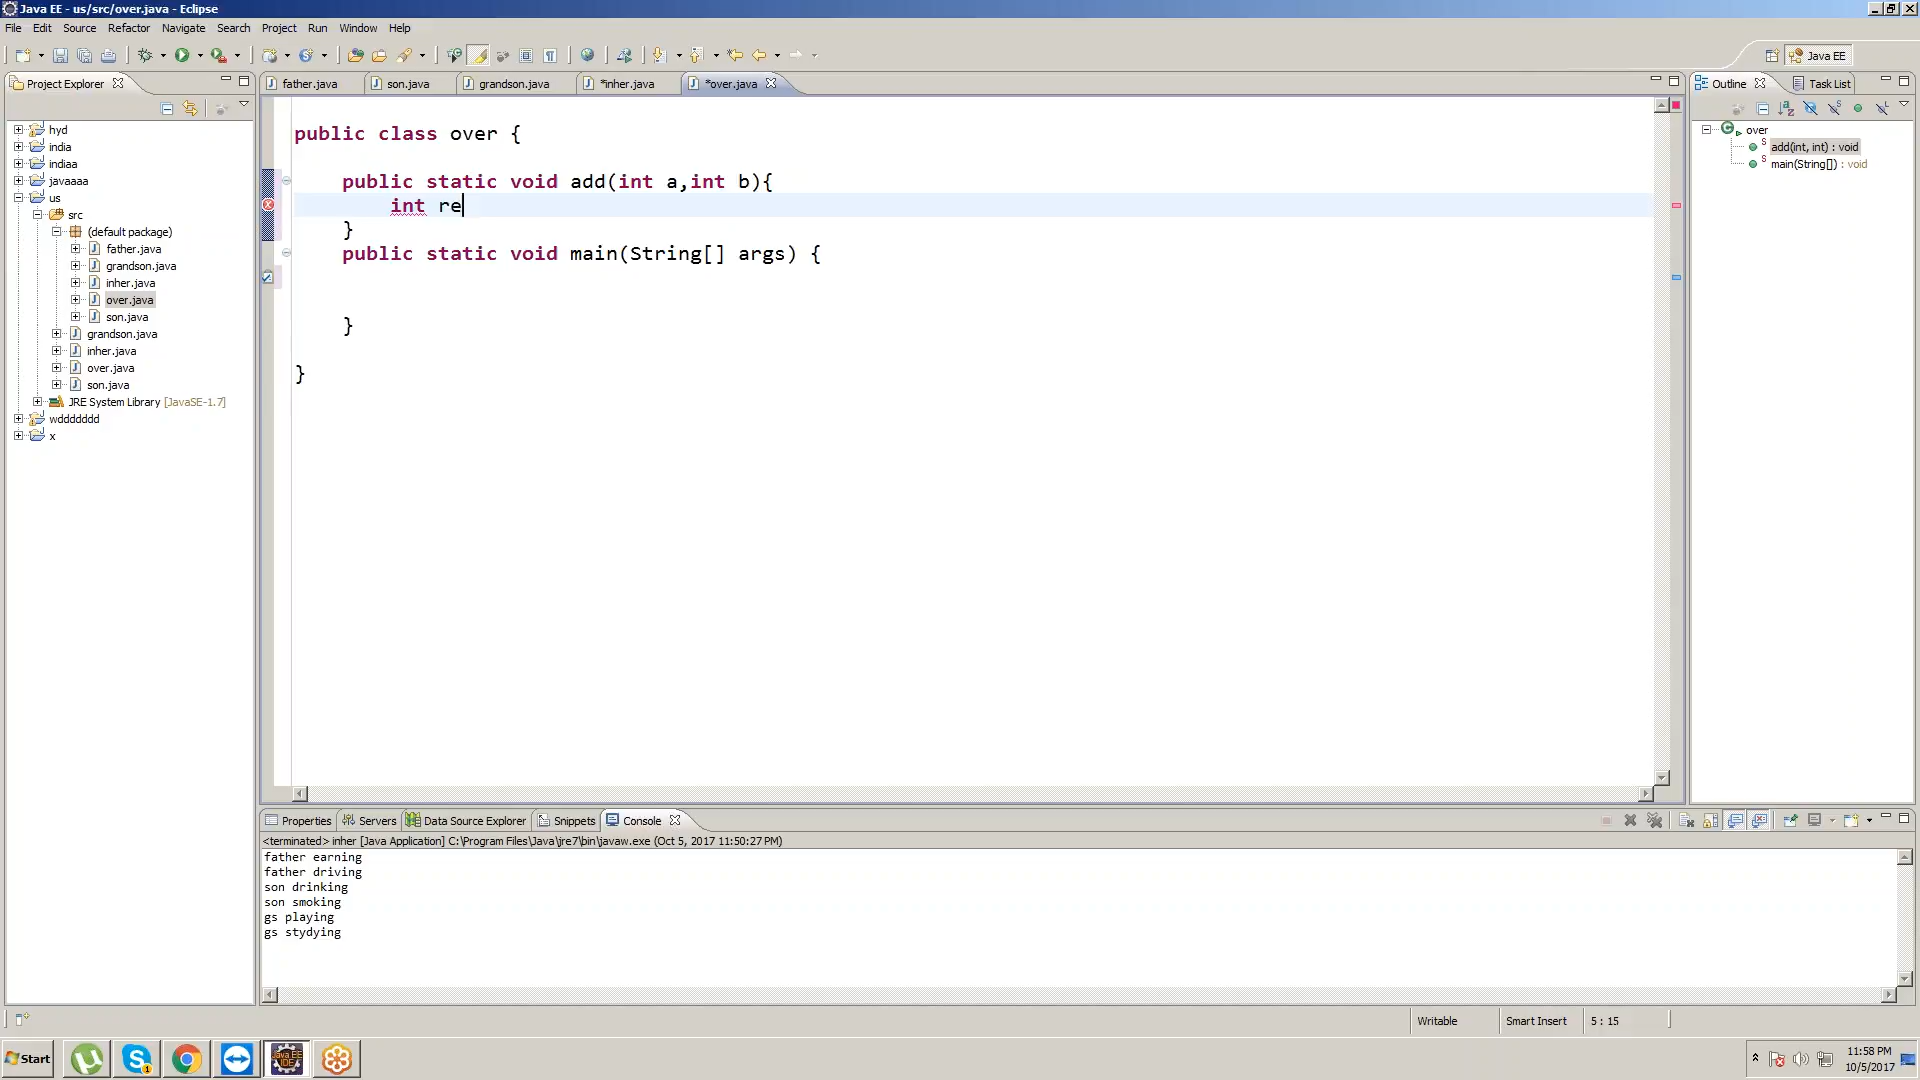 Java EE - us/src/over.java - Eclipse
File Edit Source Refactor Navigate Search Project Run Window Help
Java EE
Project Explorer
father.java son.java grandson.java *inher.java *over.java
Outline Task List
hyd
india
indiaa
javaaaa
us
src
(default package)
father.java
grandson.java
inher.java
over.java
son.java
grandson.java
inher.java
over.java
son.java
JRE System Library [JavaSE-1.7]
wddddddd
x
public class over {
public static void add(int a,int b){
int re
}
public static void main(String[] args) {
}
}
over
add(int, int) : void
main(String[]) : void
Properties Servers Data Source Explorer Snippets Console
<terminated> inher [Java Application] C:\Program Files\Java\jre7\bin\javaw.exe (Oct 5, 2017 11:50:27 PM)
father earning
father driving
son drinking
son smoking
gs playing
gs stydying
Writable Smart Insert 5 : 15
Start
11:58 PM
10/5/2017